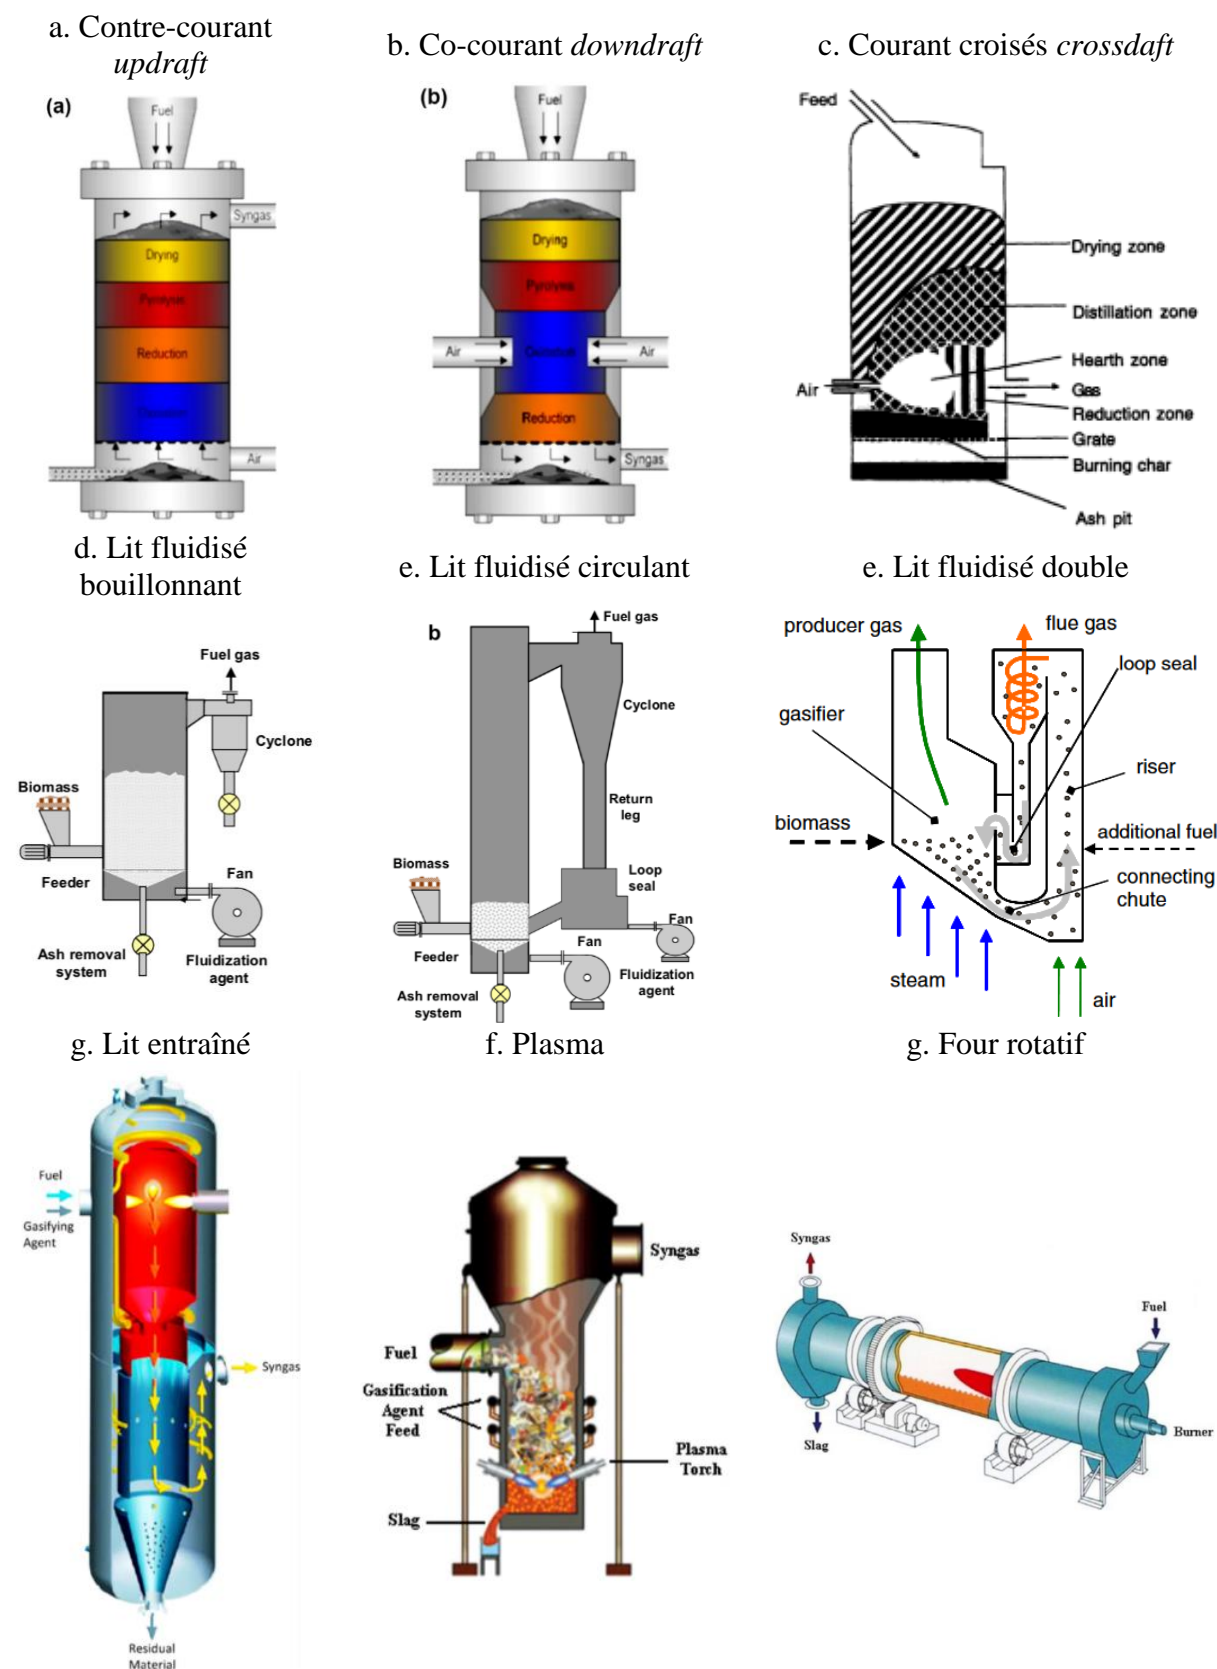 a. Contre-courant
updraft
b. Co-courant downdraft
c. Courant croisés crossdaft
(a)
Fuel
Syngas
Drying
Pyrolysis
Reduction
Air
(b)
Fuel
Drying
Pyrolysis
Air
Air
Reduction
Syngas
Feed
Drying zone
Distillation zone
Hearth zone
Air
Gas
Reduction zone
Grate
Burning char
Ash pit
d. Lit fluidisé
bouillonnant
e. Lit fluidisé circulant
e. Lit fluidisé double
Fuel gas
Cyclone
Biomass
Feeder
Fan
Ash removal
system
Fluidization
agent
b
Fuel gas
Cyclone
Return
leg
Biomass
Loop
seal
Fan
Feeder
Fan
Fluidization
agent
Ash removal
system
producer gas
flue gas
loop seal
gasifier
riser
biomass
additional fuel
connecting
chute
steam
air
g. Lit entraîné
f. Plasma
g. Four rotatif
Fuel
Gasifying
Agent
Syngas
Residual
Material
Syngas
Fuel
Gasification
Agent
Feed
Plasma
Torch
Slag
Syngas
Fuel
Slag
Burner